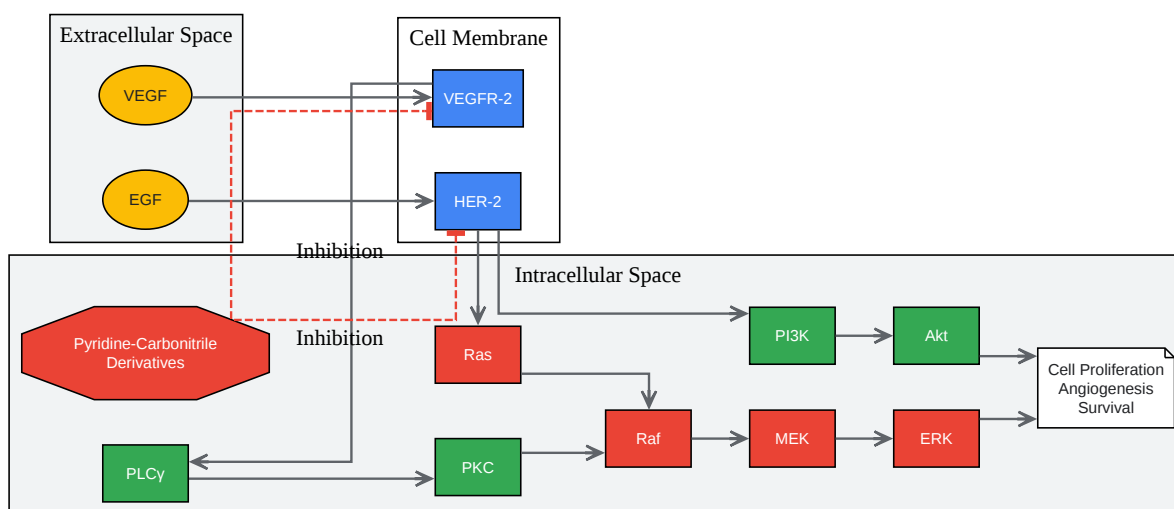 Extracellular Space
Cell Membrane
VEGF
VEGFR-2
EGF
HER-2
Inhibition
Intracellular Space
Pyridine-Carbonitrile
Derivatives
Inhibition
Ras
PI3K
Akt
Cell Proliferation
Angiogenesis
Survival
PLCγ
PKC
Raf
MEK
ERK